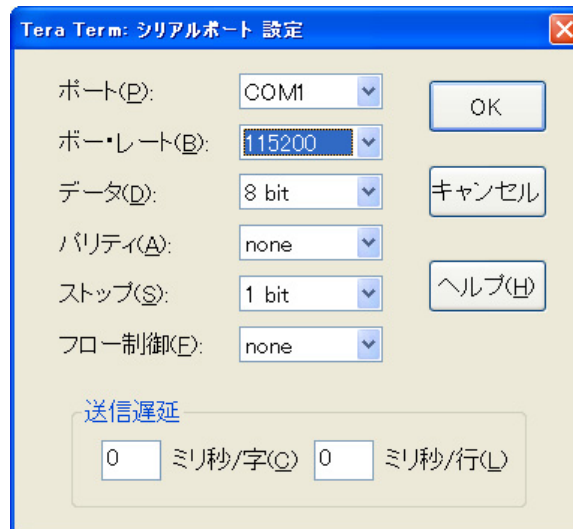 Tera Term: シリアルポート 設定
ポート(P): COM1
OK
ボー・レート(B): 115200
データ(D): 8 bit
キャンセル
パリティ(A): none
ストップ(S): 1 bit
ヘルプ(H)
フロー制御(F): none
送信遅延
0 ミリ秒/字(C) 0 ミリ秒/行(L)